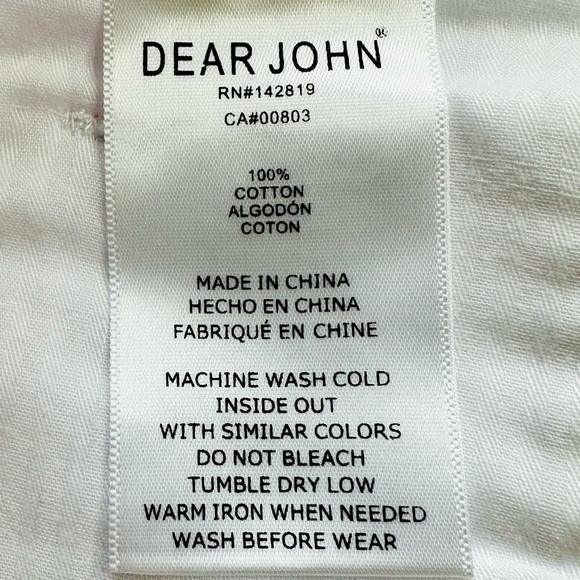 DEAR JOHN®
RN#142819
CA#00803
100%
COTTON
ALGODÓN
COTON
MADE IN CHINA
HECHO EN CHINA
FABRIQUÉ EN CHINE
MACHINE WASH COLD
INSIDE OUT
WITH SIMILAR COLORS
DO NOT BLEACH
TUMBLE DRY LOW
WARM IRON WHEN NEEDED
WASH BEFORE WEAR